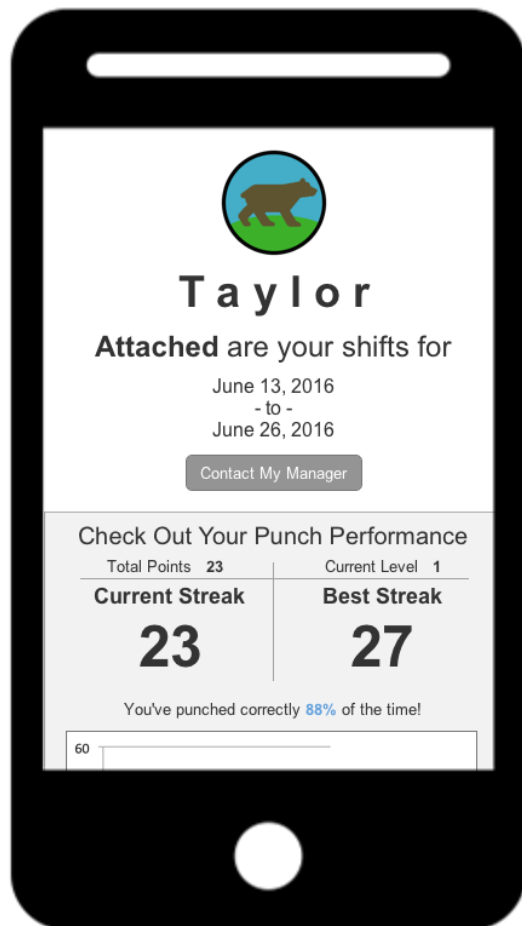 Taylor
Attached are your shifts for
June 13, 2016
- to -
June 26, 2016
Contact My Manager
Check Out Your Punch Performance
Total Points 23 Current Level 1
Current Streak Best Streak
23 27
You've punched correctly 88% of the time!
60